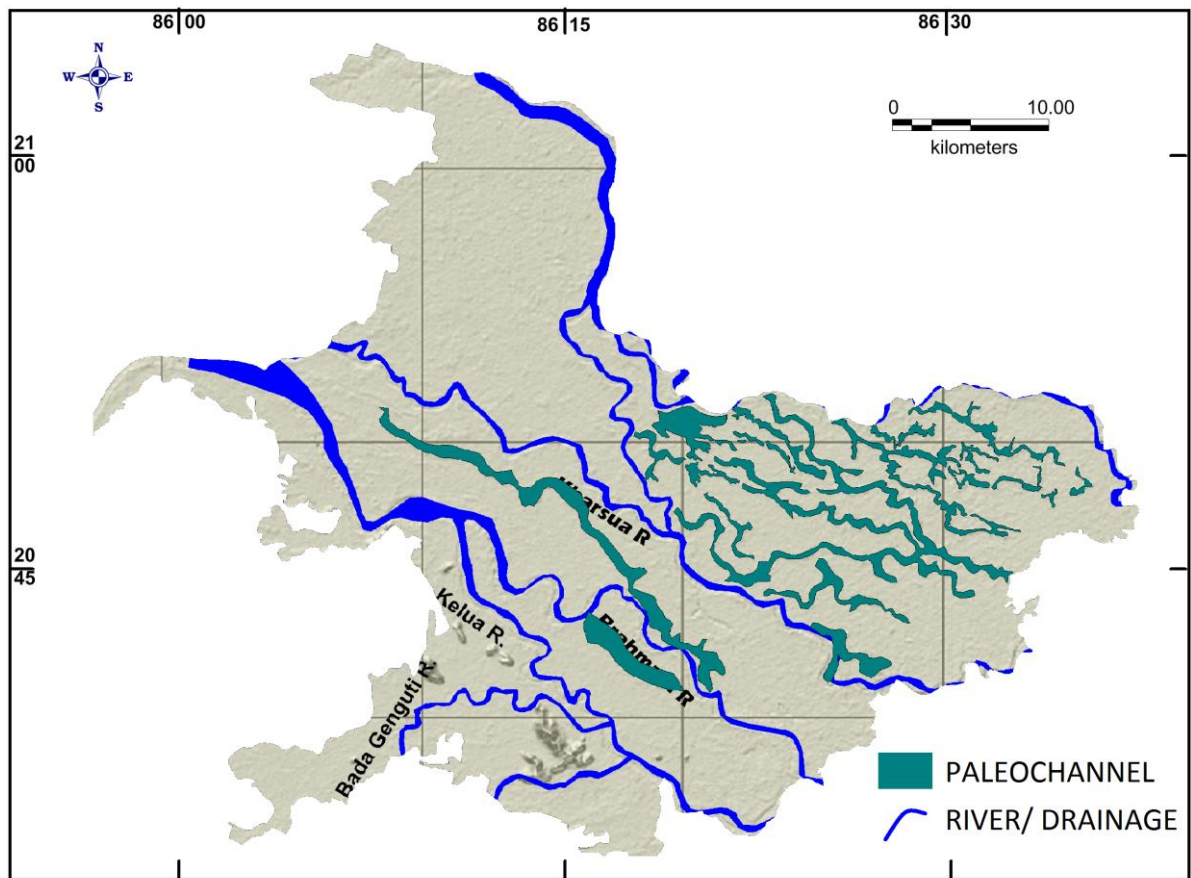 86 00
86 15
86 30
N
W E
S
0 10.00
kilometers
21
00
20
45
arsua R
Kelua R.
Bada Genguti R.
PALEOCHANNEL
RIVER/ DRAINAGE